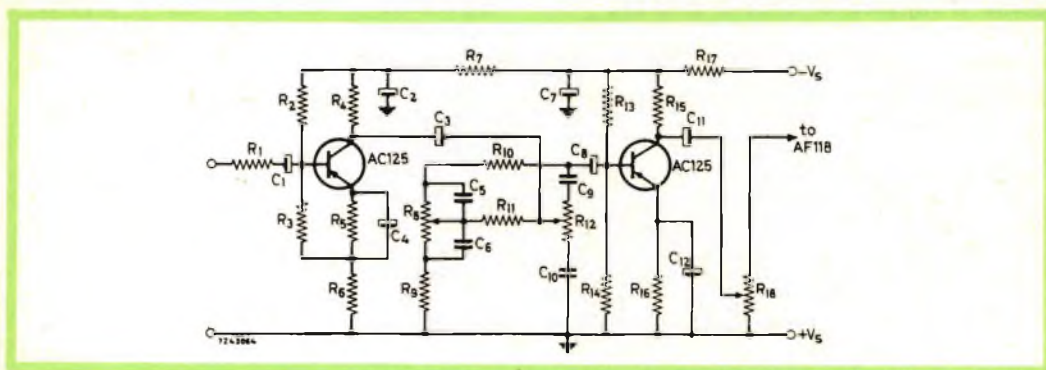 R7
R17
−Vs
R2
R4
C2
C7
R13
R15
C11
C3
to
AF118
R1
AC125
R10
C8
AC125
C1
C5
C9
R3
R5
C4
R8
R11
R12
C6
C12
R6
R9
C10
R14
R16
R18
7Z43064
+Vs